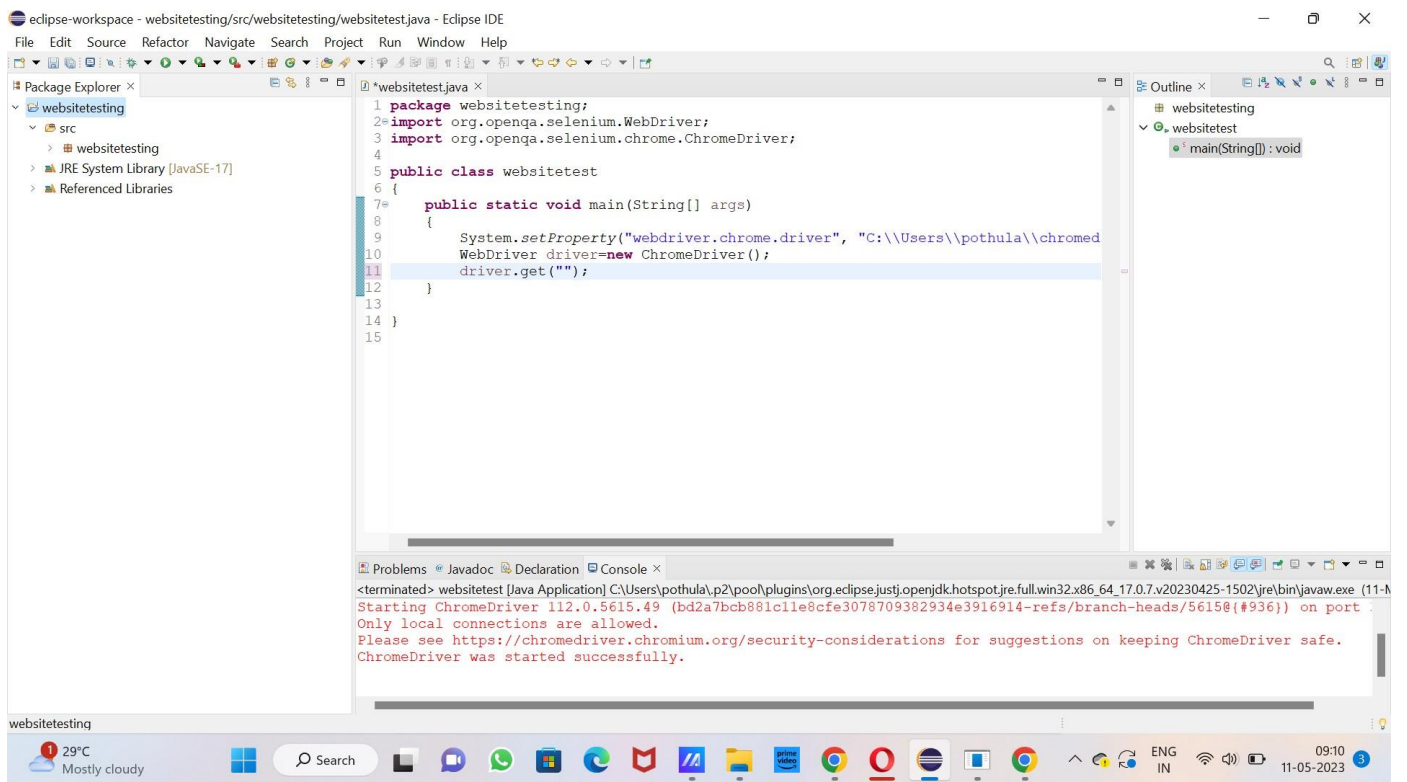 eclipse-workspace - websitetesting/src/websitetesting/websitetest.java - Eclipse IDE
File Edit Source Refactor Navigate Search Project Run Window Help
Package Explorer
websitetesting
src
websitetesting
JRE System Library [JavaSE-17]
Referenced Libraries
*websitetest.java
1 package websitetesting;
2 import org.openqa.selenium.WebDriver;
3 import org.openqa.selenium.chrome.ChromeDriver;
4
5 public class websitetest
6 {
7 public static void main(String[] args)
8 {
9 System.setProperty("webdriver.chrome.driver", "C:\\Users\\pothula\\chromed
10 WebDriver driver=new ChromeDriver();
11 driver.get("");
12 }
13
14 }
15
Outline
websitetesting
websitetest
main(String[]) : void
Problems Javadoc Declaration Console
<terminated> websitetest [Java Application] C:\Users\pothula\.p2\pool\plugins\org.eclipse.justj.openjdk.hotspot.jre.full.win32.x86_64_17.0.7.v20230425-1502\jre\bin\javaw.exe (11-M
Starting ChromeDriver 112.0.5615.49 (bd2a7bcb881c11e8cfe3078709382934e3916914-refs/branch-heads/5615@{#936}) on port
Only local connections are allowed.
Please see https://chromedriver.chromium.org/security-considerations for suggestions on keeping ChromeDriver safe.
ChromeDriver was started successfully.
websitetesting
1
29°C
Mostly cloudy
Search
prime video
ENG
IN
09:10
11-05-2023
3